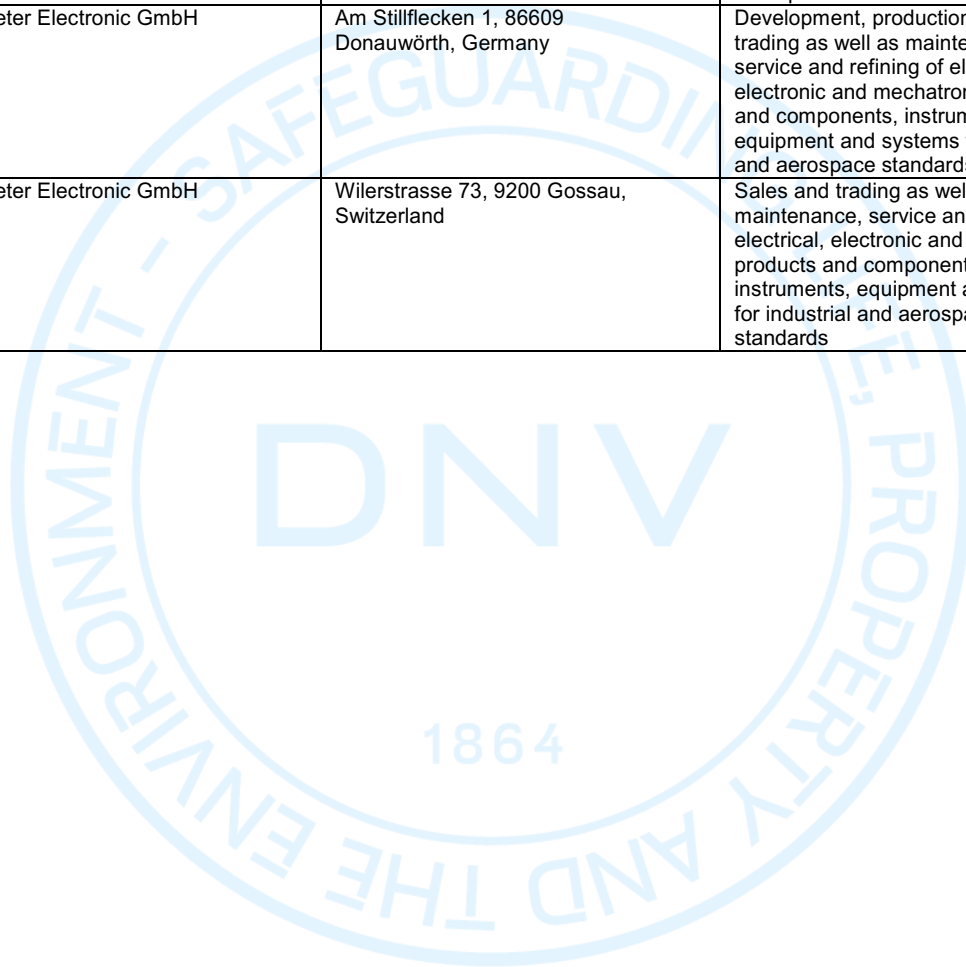 eter Electronic GmbH
Am Stillflecken 1, 86609
Donauwörth, Germany
Development, production
trading as well as mainte
service and refining of el
electronic and mechatron
and components, instrum
equipment and systems
and aerospace standards
eter Electronic GmbH
Wilerstrasse 73, 9200 Gossau,
Switzerland
Sales and trading as well
maintenance, service an
electrical, electronic and
products and component
instruments, equipment a
for industrial and aerospa
standards
SAFEGUARDING LIFE, PROPERTY AND THE ENVIRONMENT -
DNV
1864